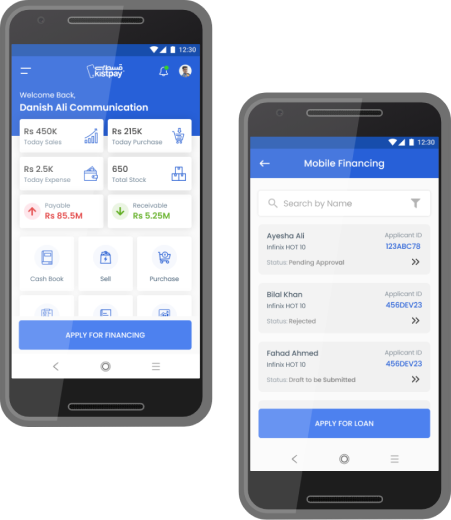 12:30
قسط پے
kistpay
Welcome Back,
Danish Ali Communication
Rs 450K
Today Sales
Rs 215K
Today Purchase
Rs 2.5K
Today Expense
650
Total Stock
Payable
Rs 85.5M
Receivable
Rs 5.25M
Cash Book
Sell
Purchase
APPLY FOR FINANCING
12:30
Mobile Financing
Search by Name
Ayesha Ali
Applicant ID
Infinix HOT 10
123ABC78
Status: Pending Approval
Bilal Khan
Applicant ID
Infinix HOT 10
456DEV23
Status: Rejected
Fahad Ahmed
Applicant ID
Infinix HOT 10
456DEV23
Status: Draft to be Submitted
APPLY FOR LOAN